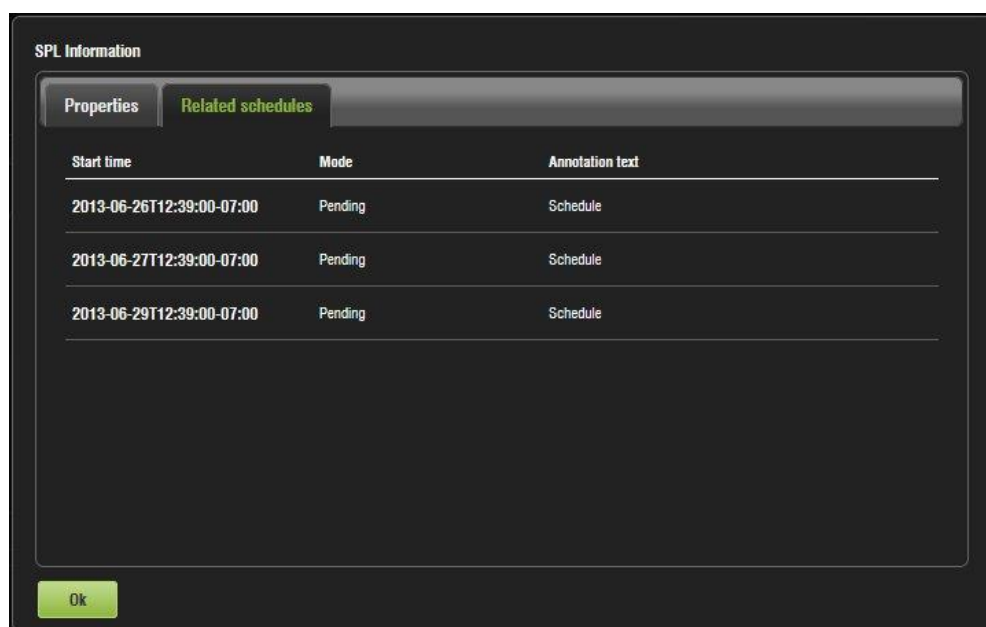 SPL Information
Properties Related schedules
Start time Mode Annotation text
2013-06-26T12:39:00-07:00 Pending Schedule
2013-06-27T12:39:00-07:00 Pending Schedule
2013-06-29T12:39:00-07:00 Pending Schedule
Ok